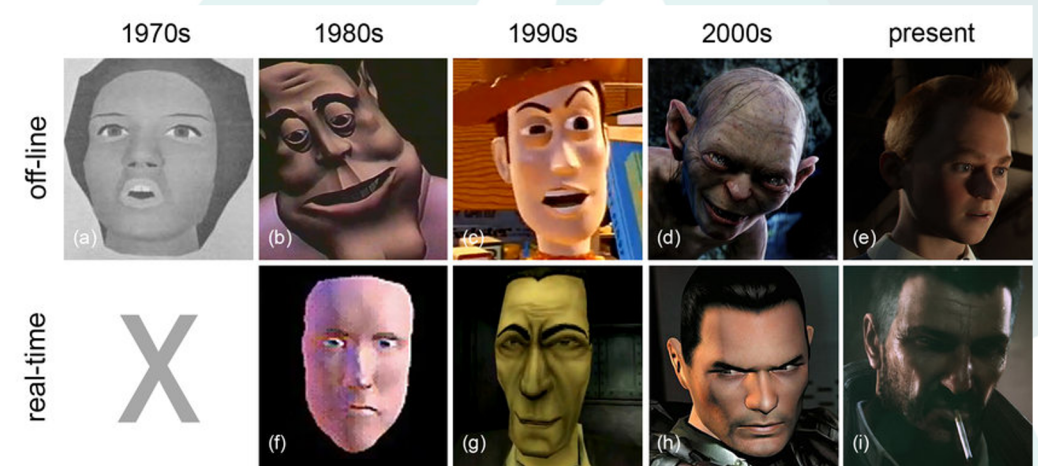 1970s 1980s 1990s 2000s present
off-line
(a) (b) (c) (d) (e)
real-time
X
(f) (g) (h) (i)